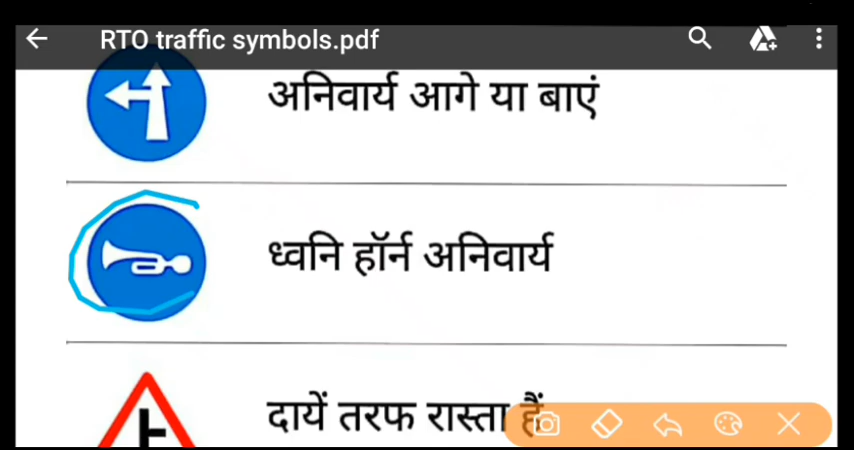 RTO traffic symbols.pdf
अनिवार्य आगे या बाएं
ध्वनि हॉर्न अनिवार्य
दायें तरफ रास्ता हैं